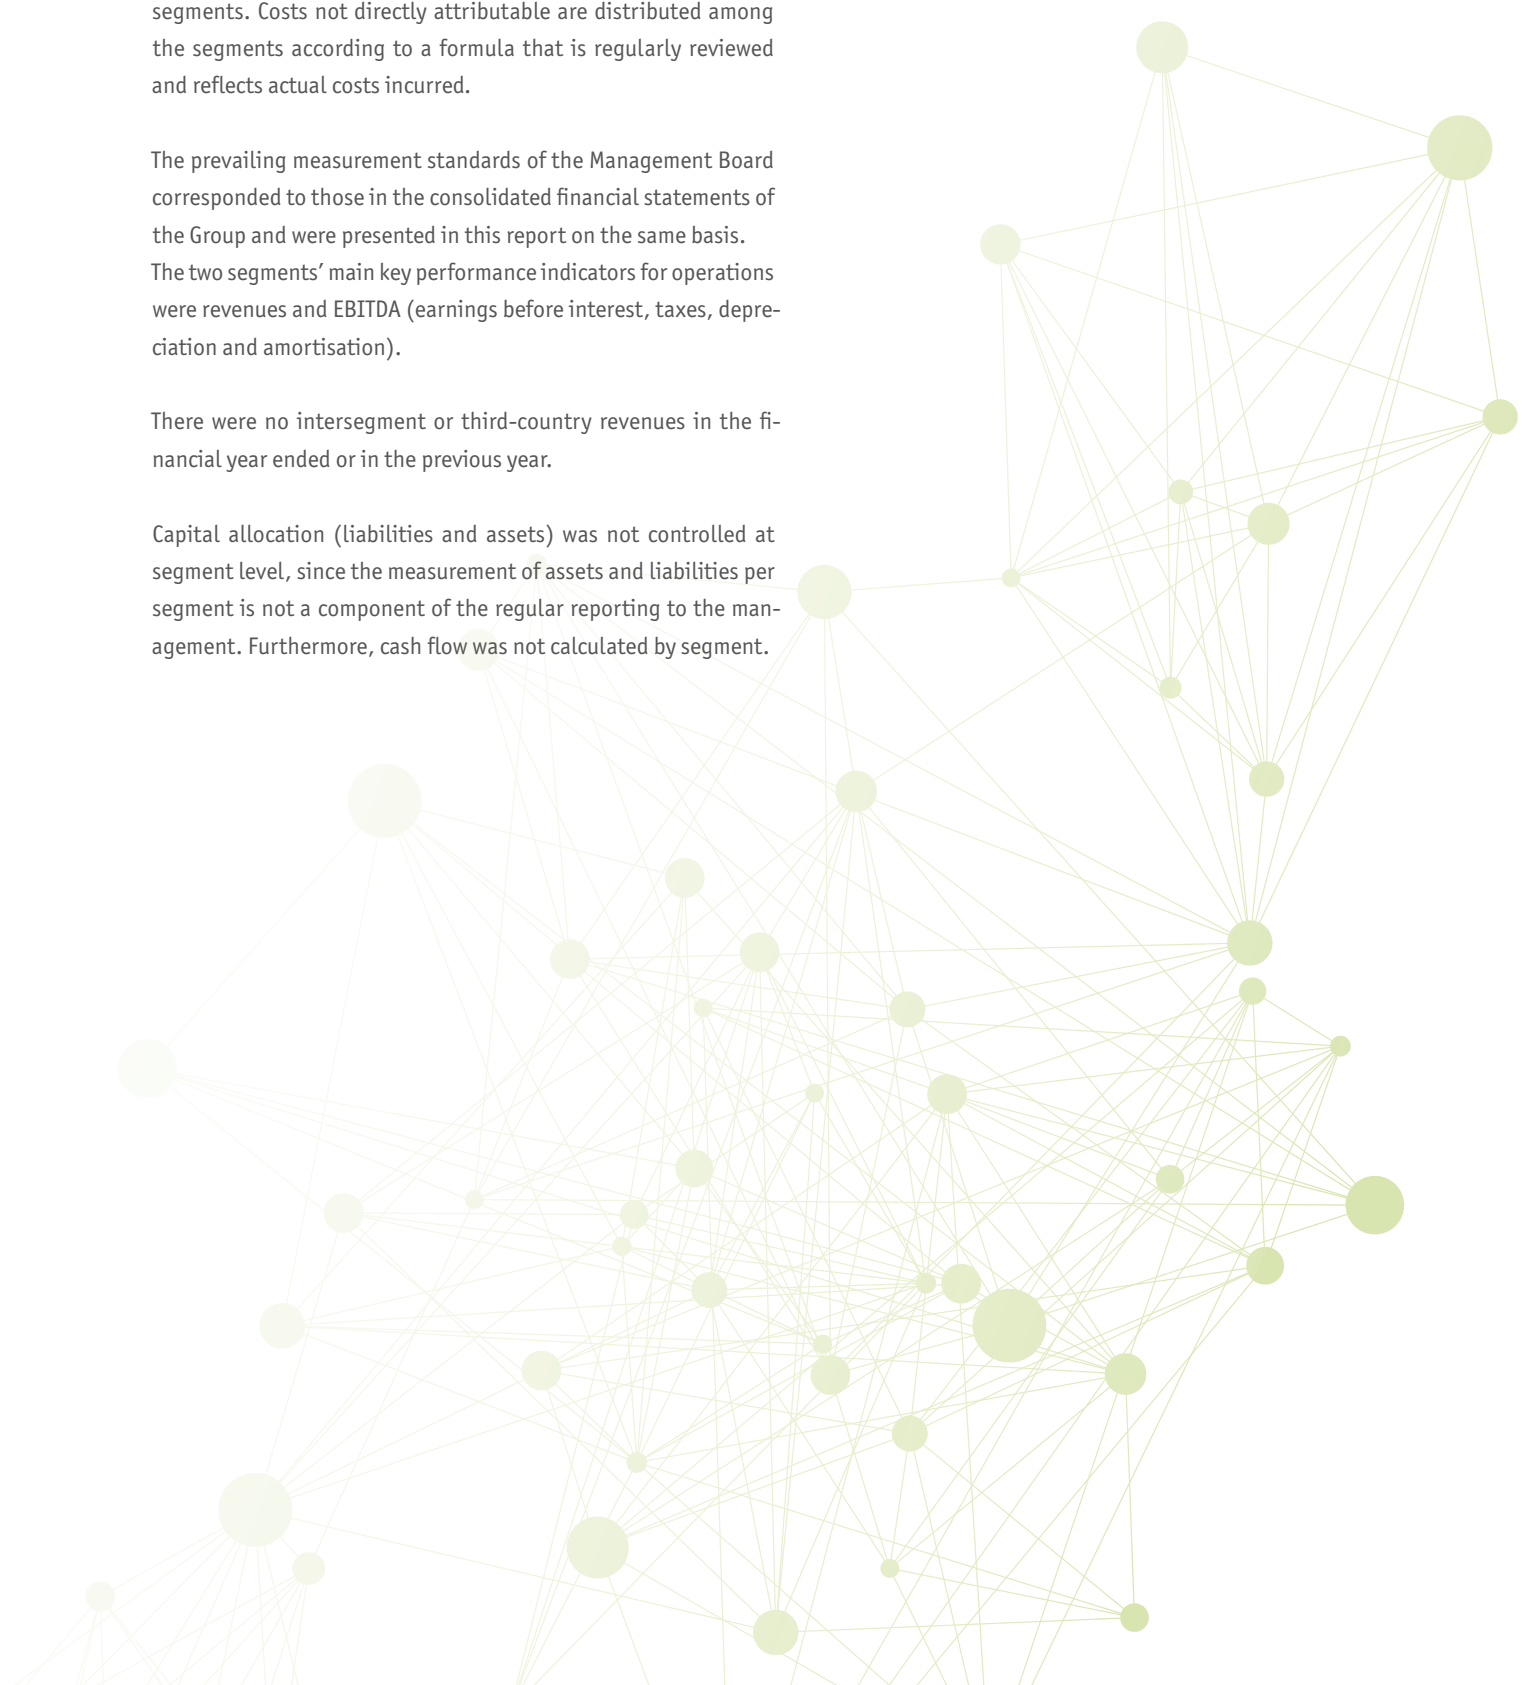 segments. Costs not directly attributable are distributed among
the segments according to a formula that is regularly reviewed
and reflects actual costs incurred.
The prevailing measurement standards of the Management Board
corresponded to those in the consolidated financial statements of
the Group and were presented in this report on the same basis.
The two segments’ main key performance indicators for operations
were revenues and EBITDA (earnings before interest, taxes, depre-
ciation and amortisation).
There were no intersegment or third-country revenues in the fi-
nancial year ended or in the previous year.
Capital allocation (liabilities and assets) was not controlled at
segment level, since the measurement of assets and liabilities per
segment is not a component of the regular reporting to the man-
agement. Furthermore, cash flow was not calculated by segment.